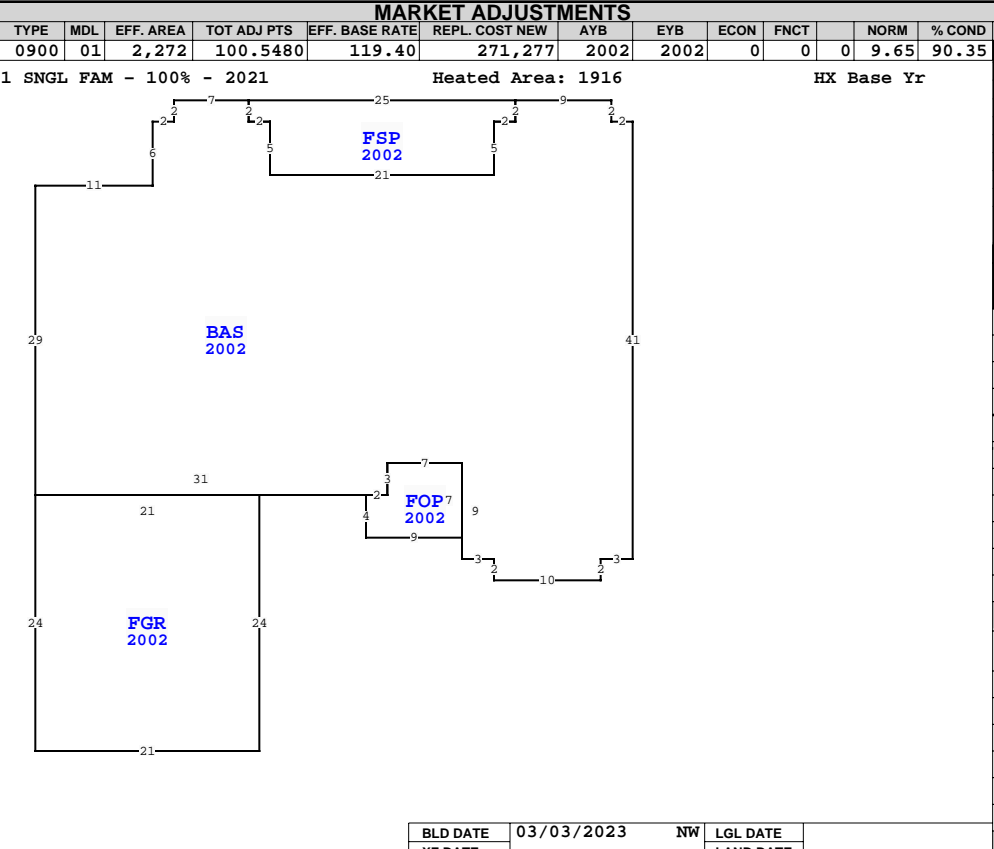 MARKET ADJUSTMENTS
TYPE MDL EFF. AREA TOT ADJ PTS EFF. BASE RATE REPL. COST NEW AYB EYB ECON FNCT NORM % COND
0900 01 2,272 100.5480 119.40 271,277 2002 2002 0 0 0 9.65 90.35
1 SNGL FAM - 100% - 2021 Heated Area: 1916 HX Base Yr
7 25 9
2 2 2 2
2 2 2 2
FSP
6 5 2002 5
21
11
BAS
29 2002 41
7
31 3
2 FOP 7
21 4 2002 9
9
3 3
2 2
10
24 FGR 24
2002
21
BLD DATE 03/03/2023 NW LGL DATE